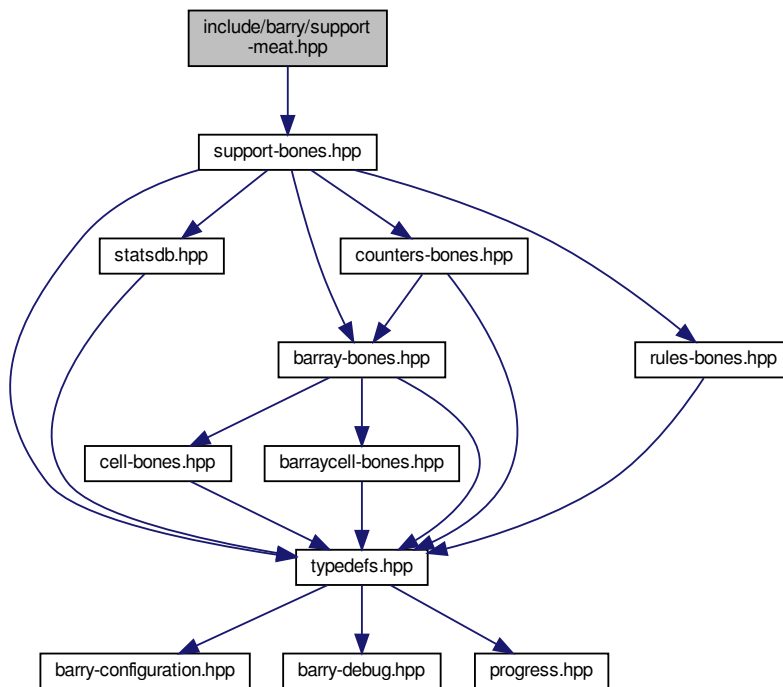 include/barry/support
-meat.hpp
support-bones.hpp
statsdb.hpp
counters-bones.hpp
barray-bones.hpp
rules-bones.hpp
cell-bones.hpp
barraycell-bones.hpp
typedefs.hpp
barry-configuration.hpp
barry-debug.hpp
progress.hpp